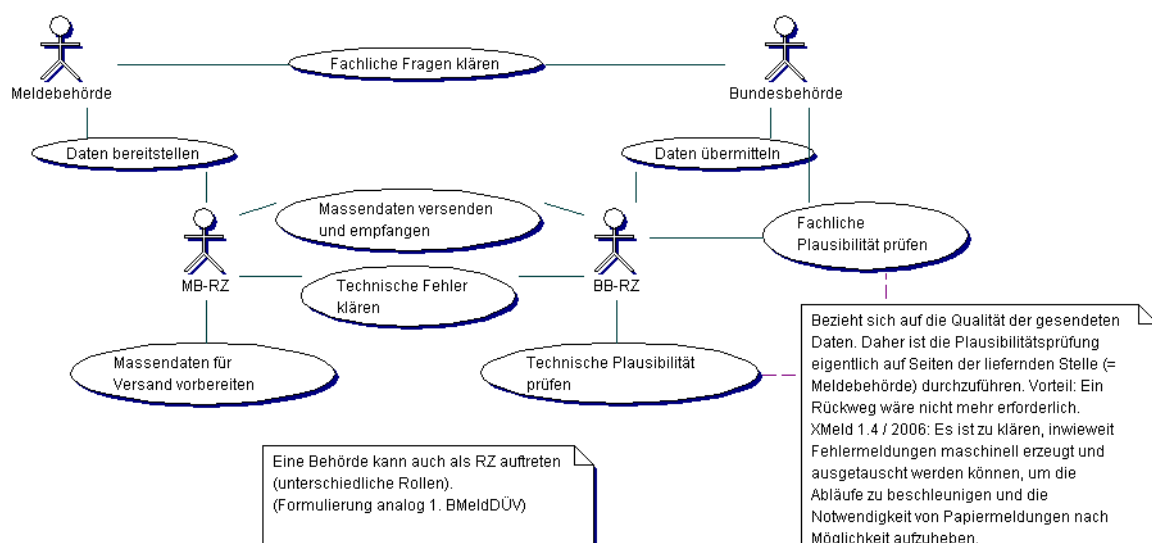 Fachliche Fragen klären
Meldebehörde
Bundesbehörde
Daten bereitstellen
Daten übermitteln
Massendaten versenden
und empfangen
Fachliche
Plausibilität prüfen
MB-RZ
Technische Fehler
klären
BB-RZ
Massendaten für
Versand vorbereiten
Technische Plausibilität
prüfen
Bezieht sich auf die Qualität der gesendeten
Daten. Daher ist die Plausibilitätsprüfung
eigentlich auf Seiten der liefernden Stelle (=
Meldebehörde) durchzuführen. Vorteil: Ein
Rückweg wäre nicht mehr erforderlich.
XMeld 1.4 / 2006: Es ist zu klären, inwieweit
Fehlermeldungen maschinell erzeugt und
ausgetauscht werden können, um die
Abläufe zu beschleunigen und die
Notwendigkeit von Papiermeldungen nach
Möglichkeit aufzuheben.
Eine Behörde kann auch als RZ auftreten
(unterschiedliche Rollen).
(Formulierung analog 1. BMeldDÜV)